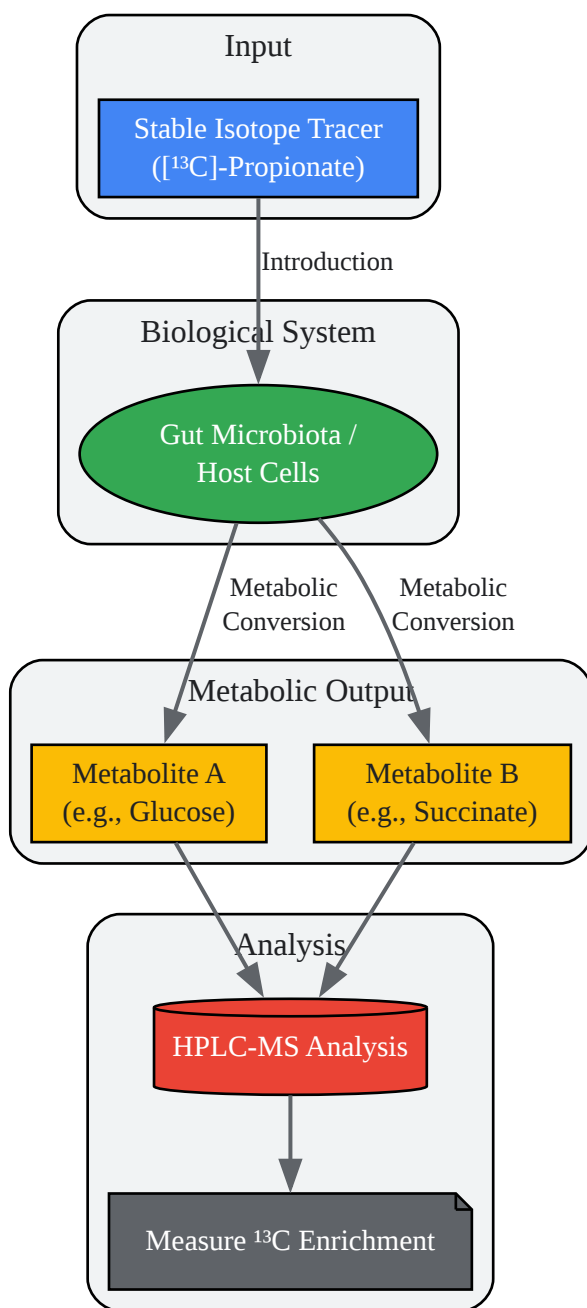 Input
Stable Isotope Tracer
([¹³C]-Propionate)
Introduction
Biological System
Gut Microbiota /
Host Cells
Metabolic
Conversion
Metabolic
Conversion
Metabolic Output
Metabolite A
(e.g., Glucose)
Metabolite B
(e.g., Succinate)
Analysis
HPLC-MS Analysis
Measure ¹³C Enrichment